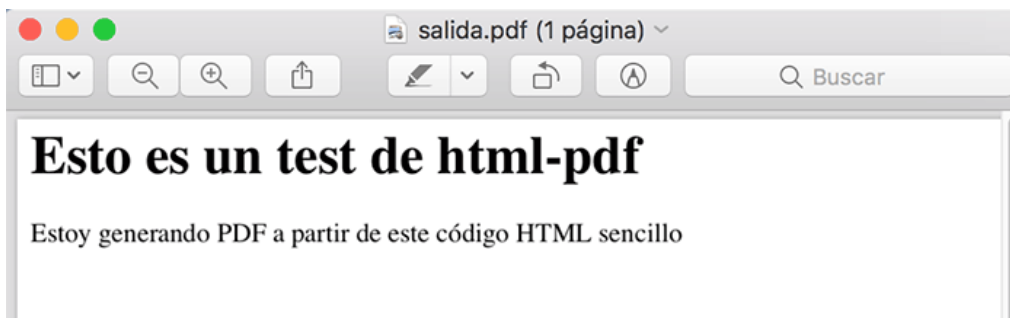 salida.pdf (1 página)
Buscar
Esto es un test de html-pdf
Estoy generando PDF a partir de este código HTML sencillo